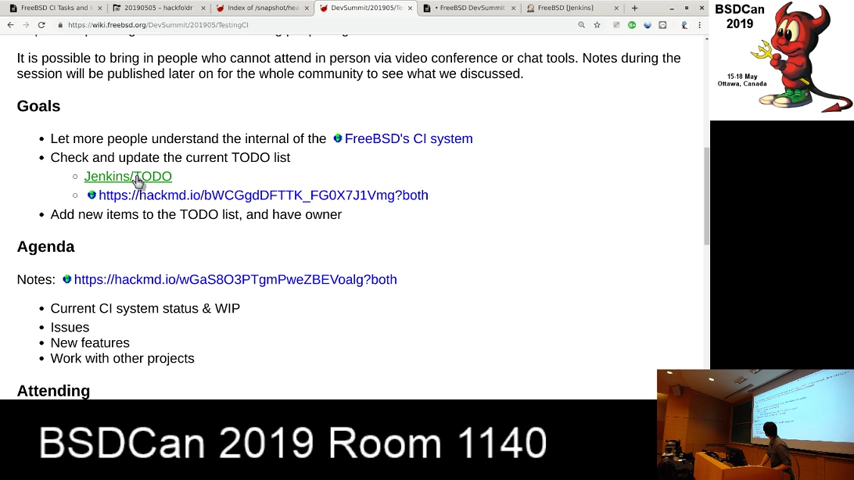 FreeBSD CI Tasks and I
20190505 – hackfoldr
Index of /snapshot/hea
DevSummit/201905/Te
* FreeBSD DevSummit
FreeBSD [Jenkins]
https://wiki.freebsd.org/DevSummit/201905/TestingCI
BSDCan
2019
15-18 May
Ottawa, Canada
It is possible to bring in people who cannot attend in person via video conference or chat tools. Notes during the
session will be published later on for the whole community to see what we discussed.
Goals
• Let more people understand the internal of the FreeBSD's CI system
• Check and update the current TODO list
Jenkins/TODO
https://hackmd.io/bWCGgdDFTTK_FG0X7J1Vmg?both
• Add new items to the TODO list, and have owner
Agenda
Notes: https://hackmd.io/wGaS8O3PTgmPweZBEVoalg?both
• Current CI system status & WIP
• Issues
• New features
• Work with other projects
Attending
BSDCan 2019 Room 1140